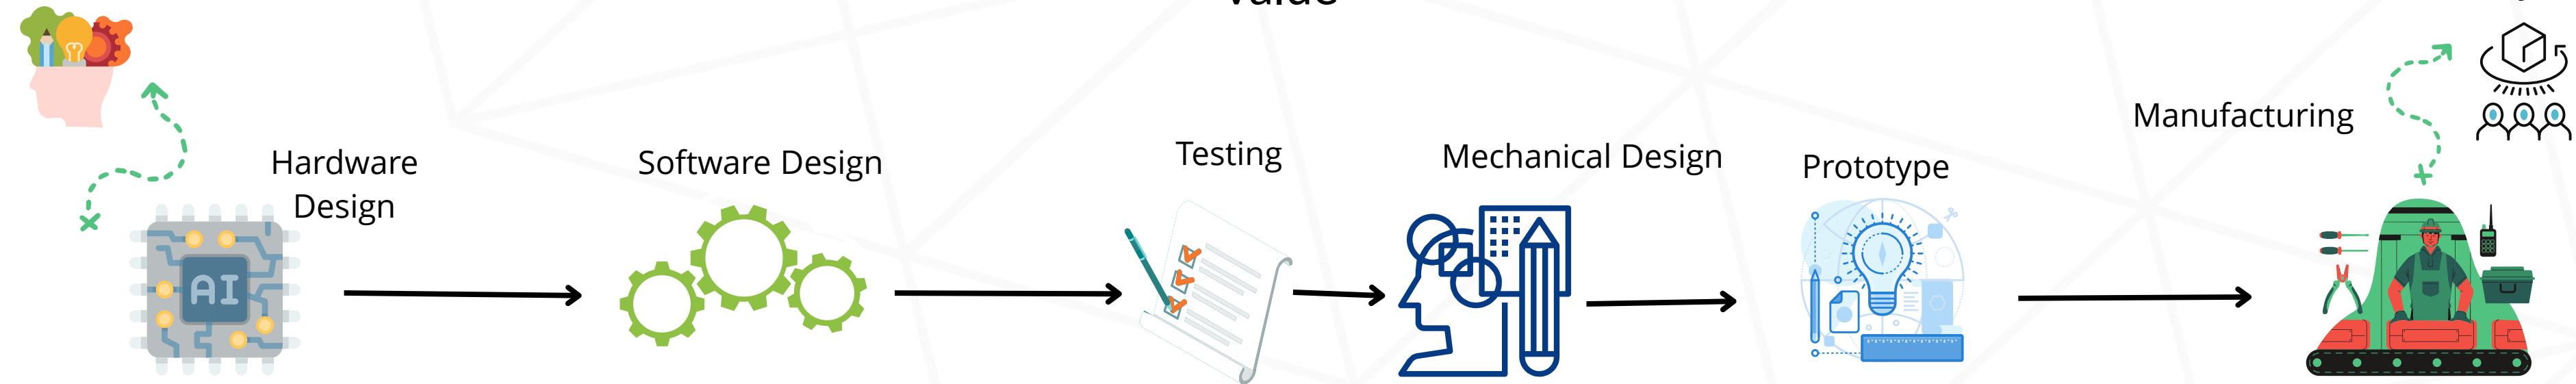 Hardware
Design
Software Design
Testing
Mechanical Design
Prototype
Manufacturing
AI